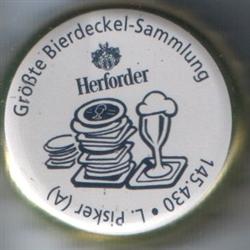 Größte Bierdeckel-Sammlung
Herforder
145.430 • L. Pisker (A)